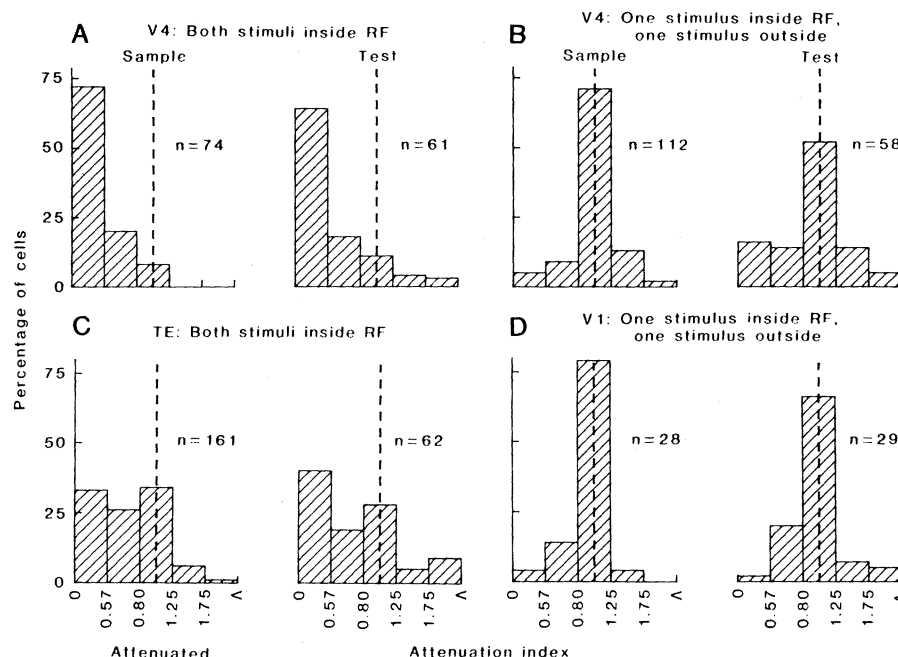 A V4: Both stimuli inside RF
Sample Test
75
50
25
0
n=74
n=61
B V4: One stimulus inside RF,
one stimulus outside
Sample Test
n=112
n=58
Percentage of cells
C TE: Both stimuli inside RF
75
50
25
0
n=161
n=62
0 0.57 0.80 1.25 1.75 Λ
0 0.57 0.80 1.25 1.75 Λ
D V1: One stimulus inside RF,
one stimulus outside
n=28
n=29
0 0.57 0.80 1.25 1.75 Λ
0 0.57 0.80 1.25 1.75 Λ
Attenuated Attenuation index